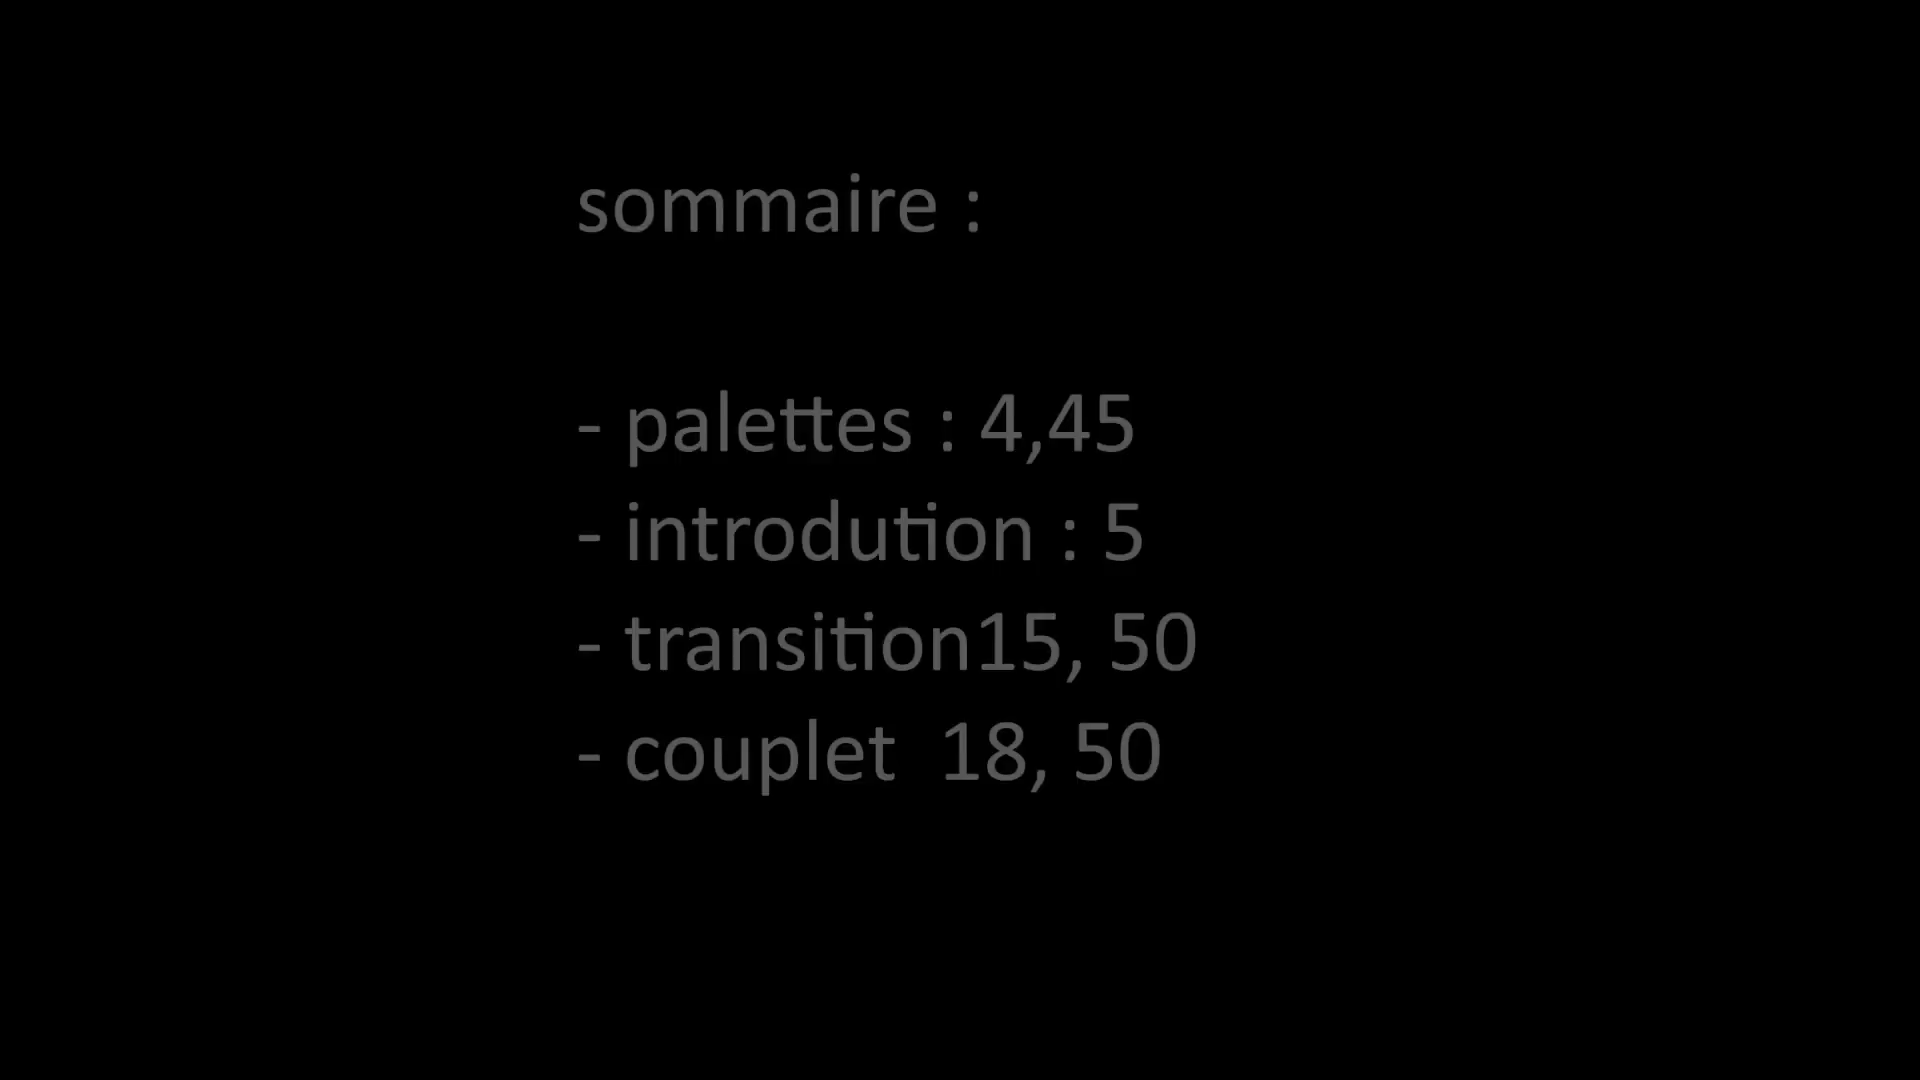 sommaire :
- palettes : 4,45
- introdution : 5
- transition15, 50
- couplet  18, 50